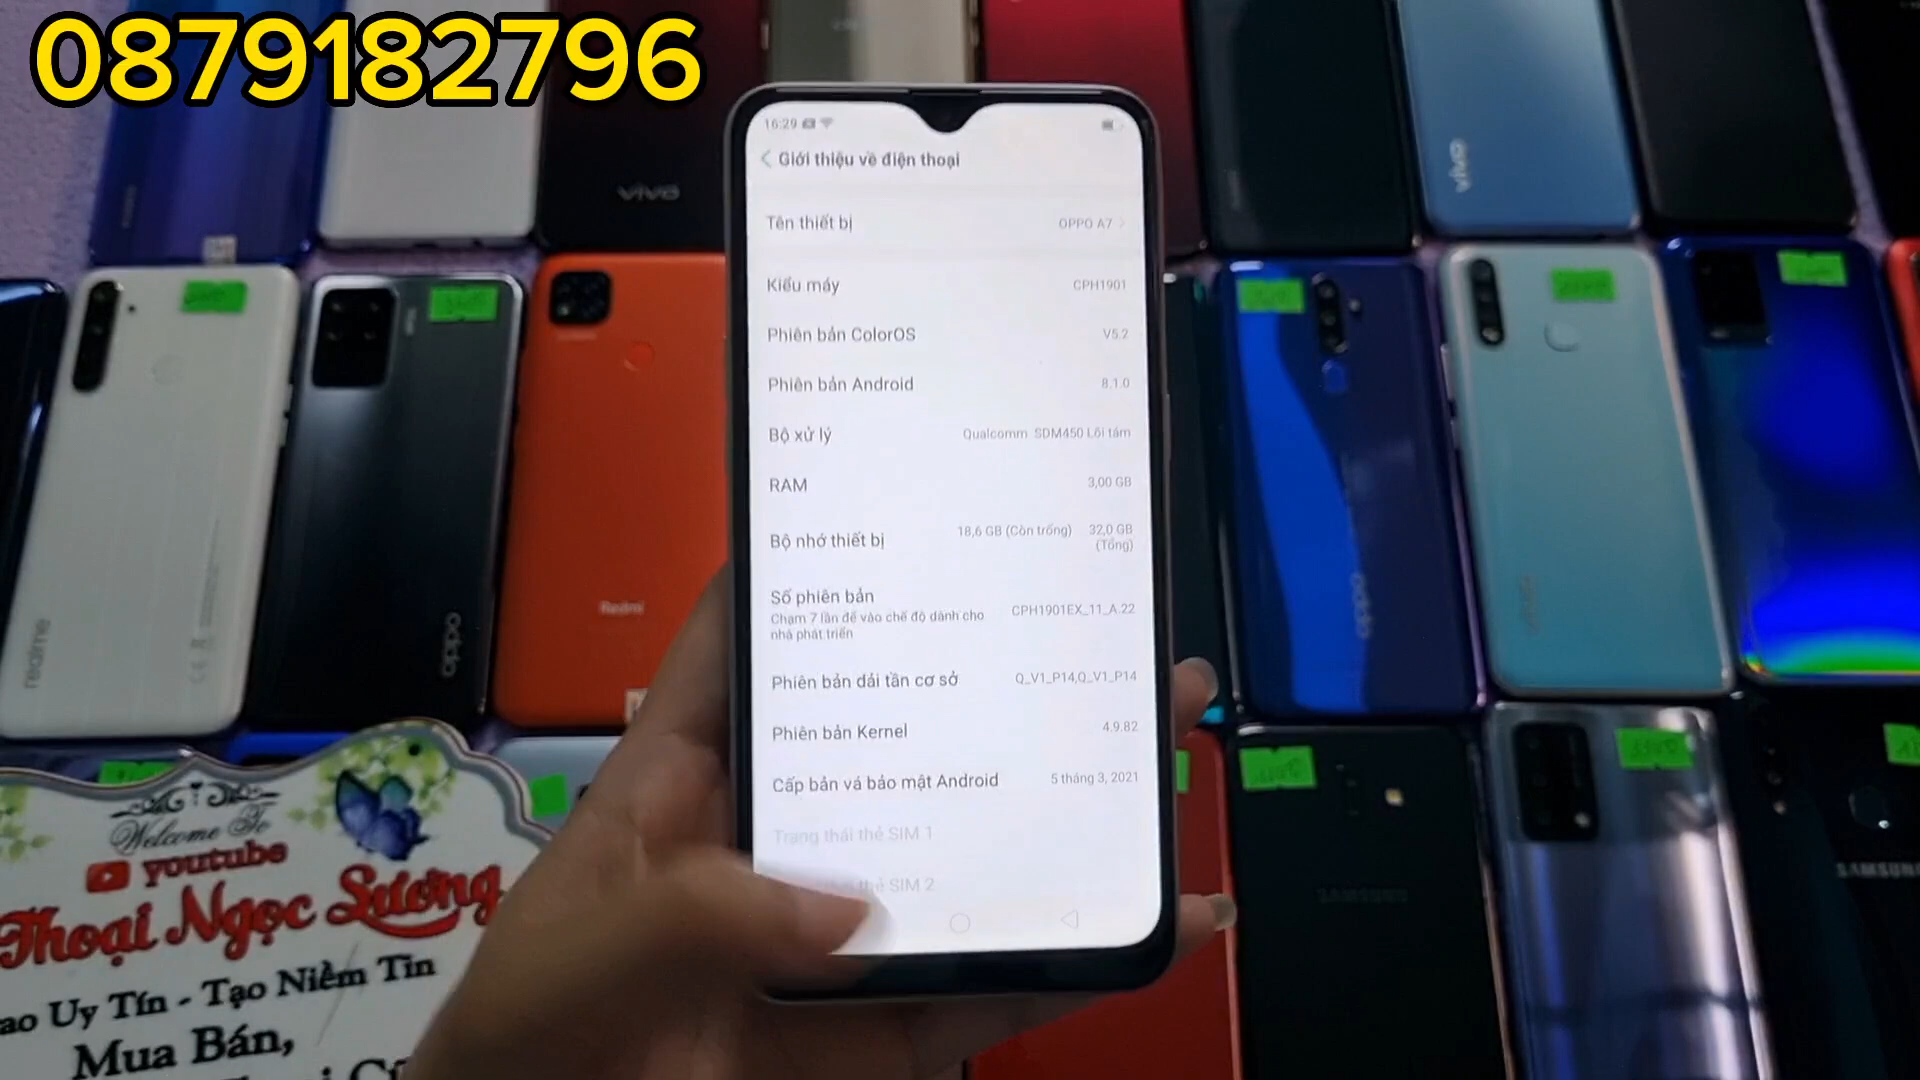 0879182796
16:29
Giới thiệu về điện thoại
Tên thiết bị OPPO A7
Kiểu máy CPH1901
Phiên bản ColorOS V5.2
Phiên bản Android 8.1.0
Bộ xử lý Qualcomm SDM450 Lõi tám
RAM 3,00 GB
Bộ nhớ thiết bị 18,6 GB (Còn trống) 32,0 GB
(Tổng)
Số phiên bản CPH1901EX_11_A.22
Chạm 7 lần để vào chế độ dành cho
nhà phát triển
Phiên bản dải tần cơ sở Q_V1_P14,Q_V1_P14
Phiên bản Kernel 4.9.82
Cấp bản vá bảo mật Android 5 tháng 3, 2021
Trạng thái thẻ SIM 1
thẻ SIM 2
vivo
vivo
realme
oppo
Redmi
oppo
vivo
SAMSUNG
SAMSUNG
Welcome To
youtube
Thoại Ngọc Sương
Uy Tín - Tạo Niềm Tin
Mua Bán,